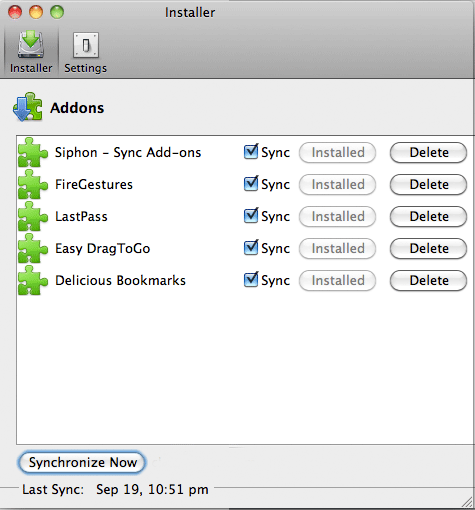 Installer
Installer Settings
Addons
Siphon - Sync Add-ons Sync Installed Delete
FireGestures Sync Installed Delete
LastPass Sync Installed Delete
Easy DragToGo Sync Installed Delete
Delicious Bookmarks Sync Installed Delete
Synchronize Now
Last Sync: Sep 19, 10:51 pm